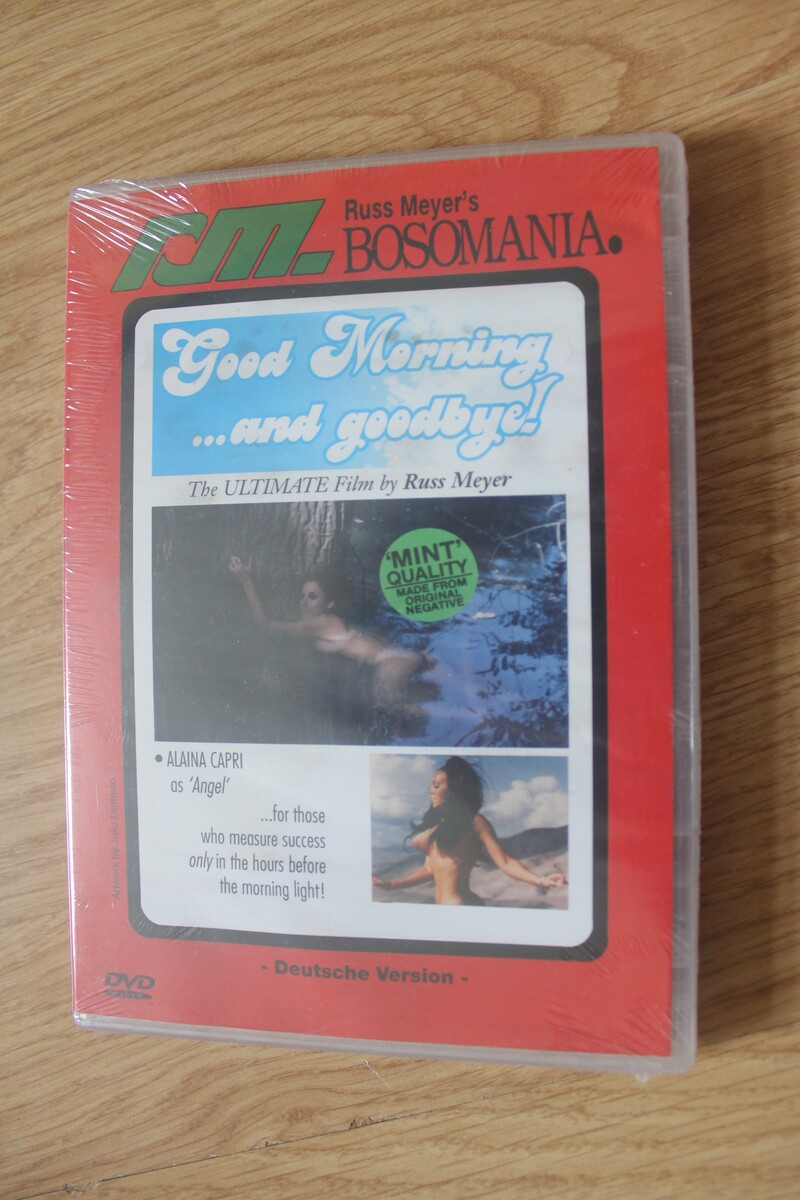 rm.
Russ Meyer's
BOSOMANIA.
Good Morning
...and goodbye!
The ULTIMATE Film by Russ Meyer
'MINT'
QUALITY
MADE FROM
ORIGINAL
NEGATIVE
• ALAINA CAPRI
as 'Angel'
...for those
who measure success
only in the hours before
the morning light!
- Deutsche Version -
DVD
VIDEO